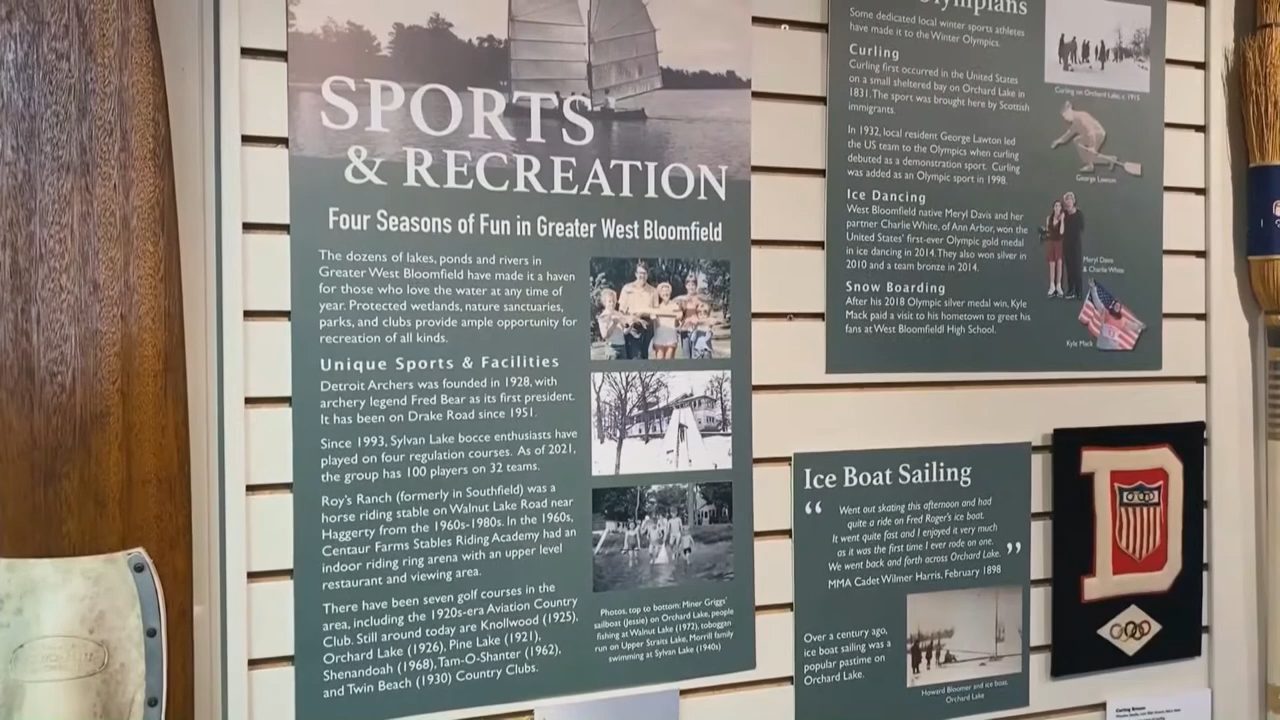 SPORTS
& RECREATION
Four Seasons of Fun in Greater West Bloomfield
The dozens of lakes, ponds and rivers in
Greater West Bloomfield have made it a haven
for those who love the water at any time of
year. Protected wetlands, nature sanctuaries,
parks, and clubs provide ample opportunity for
recreation of all kinds.
Unique Sports & Facilities
Detroit Archers was founded in 1928, with
archery legend Fred Bear as its first president.
It has been on Drake Road since 1951.
Since 1993, Sylvan Lake bocce enthusiasts have
played on four regulation courses. As of 2021,
the group has 100 players on 32 teams.
Roy's Ranch (formerly in Southfield) was a
horse riding stable on Walnut Lake Road near
Haggerty from the 1960s-1980s. In the 1960s,
Centaur Farms Stables Riding Academy had an
indoor riding ring arena with an upper level
restaurant and viewing area.
There have been seven golf courses in the
area, including the 1920s-era Aviation Country
Club. Still around today are Knollwood (1925),
Orchard Lake (1926), Pine Lake (1921),
Shenandoah (1968), Tam-O-Shanter (1962),
and Twin Beach (1930) Country Clubs.
Photos, top to bottom: Miner Griggs'
sailboat (Jessie) on Orchard Lake, people
fishing at Walnut Lake (1972), toboggan
run on Upper Straits Lake, Morrill family
swimming at Sylvan Lake (1940s)
Olympians
Some dedicated local winter sports athletes
have made it to the Winter Olympics.
Curling
Curling first occurred in the United States
on a small sheltered bay on Orchard Lake in
1831. The sport was brought here by Scottish
immigrants.
In 1932, local resident George Lawton led
the US team to the Olympics when curling
debuted as a demonstration sport. Curling
was added as an Olympic sport in 1998.
Ice Dancing
West Bloomfield native Meryl Davis and her
partner Charlie White, of Ann Arbor, won the
United States' first-ever Olympic gold medal
in ice dancing in 2014. They also won silver in
2010 and a team bronze in 2014.
Snow Boarding
After his 2018 Olympic silver medal win, Kyle
Mack paid a visit to his hometown to greet his
fans at West Bloomfieldl High School.
Curling on Orchard Lake, c. 1915
George Lawton
Meryl Davis
& Charlie White
Kyle Mack
Ice Boat Sailing
“ Went out skating this afternoon and had
quite a ride on Fred Roger's ice boat.
It went quite fast and I enjoyed it very much
as it was the first time I ever rode on one.
We went back and forth across Orchard Lake. ”
MMA Cadet Wilmer Harris, February 1898
Over a century ago,
ice boat sailing was a
popular pastime on
Orchard Lake.
Howard Bloomer and ice boat,
Orchard Lake
D
Curling Broom